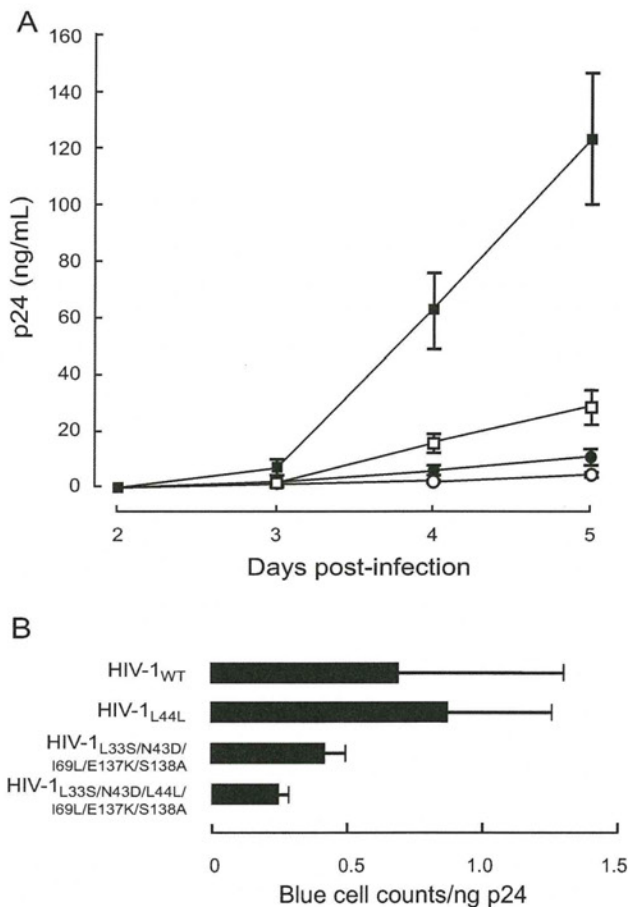 A
160
140
120
100
80
60
40
20
0
p24 (ng/mL)
2 3 4 5
Days post-infection
B
HIV-1WT
HIV-1L44L
HIV-1L33S/N43D/
I69L/E137K/S138A
HIV-1L33S/N43D/L44L/
I69L/E137K/S138A
0 0.5 1.0 1.5
Blue cell counts/ng p24